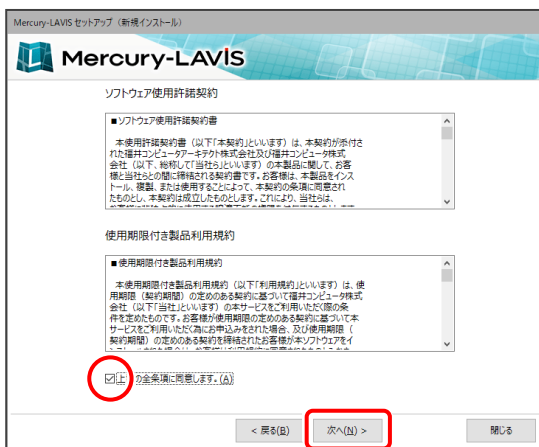 Mercury-LAVIS セットアップ（新規インストール）
Mercury-LAVIS
ソフトウェア使用許諾契約
■ソフトウェア使用許諾契約書
本使用許諾契約書（以下「本契約」といいます）は、本契約が添付さ
れた福井コンピュータアーキテクト株式会社及び福井コンピュータ株式
会社（以下、総称して「当社ら」といいます）の本製品に関して、お客
様と当社らとの間に締結される契約書です。お客様は、本製品をインス
トール、複製、または使用することによって、本契約の条項に同意され
たものとし、本契約は成立したものとします。これにより、当社らは、
使用期限付き製品利用規約
■使用期限付き製品利用規約
本使用期限付き製品利用規約（以下「利用規約」といいます）は、使
用期限（契約期間）の定めのある契約に基づいて福井コンピュータ株式
会社（以下「当社」といいます）の本サービスをご利用いただく際の条
件を定めたものです。お客様が使用期限の定めのある契約に基づいて本
サービスをご利用いただく為にお申込みをされた場合、及び使用期限（
契約期間）の定めのある契約を締結されたお客様が本ソフトウェアをイ
上の全条項に同意します。(A)
< 戻る(B)
次へ(N) >
閉じる